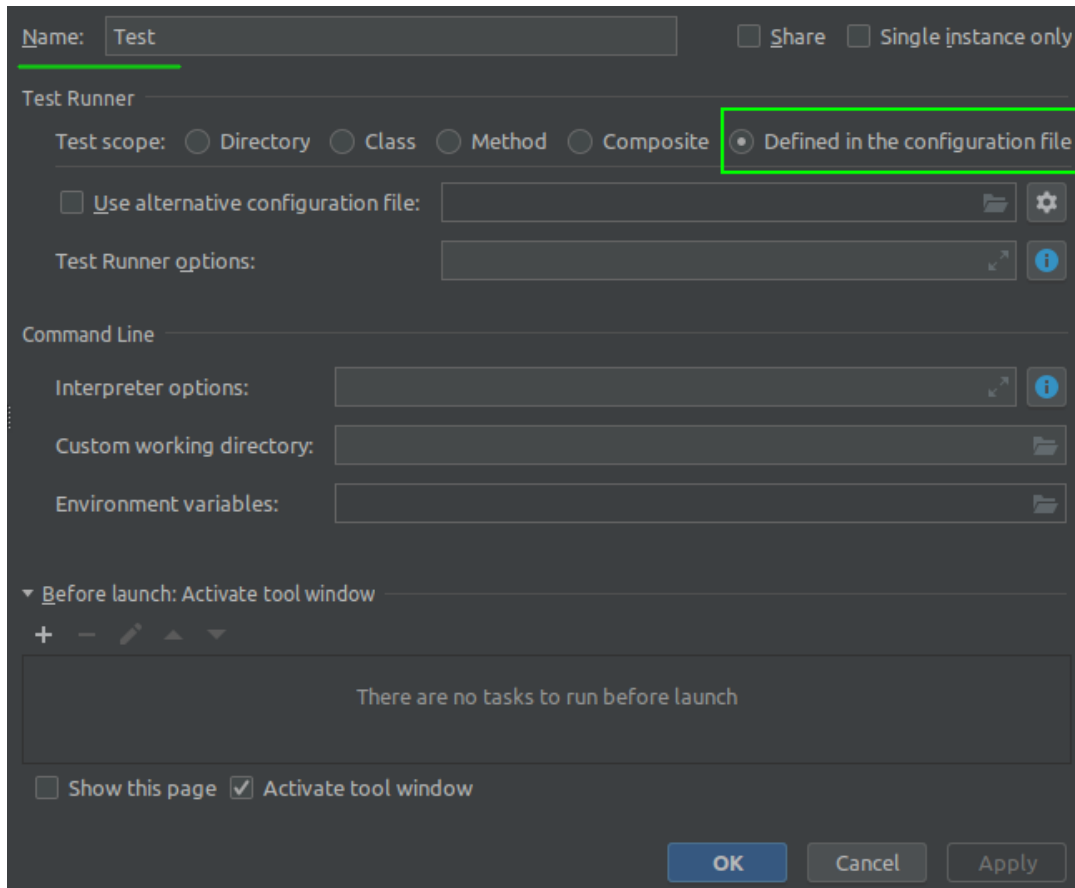 Name: Test Share Single instance only
Test Runner
Test scope: Directory Class Method Composite Defined in the configuration file
Use alternative configuration file:
Test Runner options:
Command Line
Interpreter options:
Custom working directory:
Environment variables:
Before launch: Activate tool window
There are no tasks to run before launch
Show this page Activate tool window
OK Cancel Apply